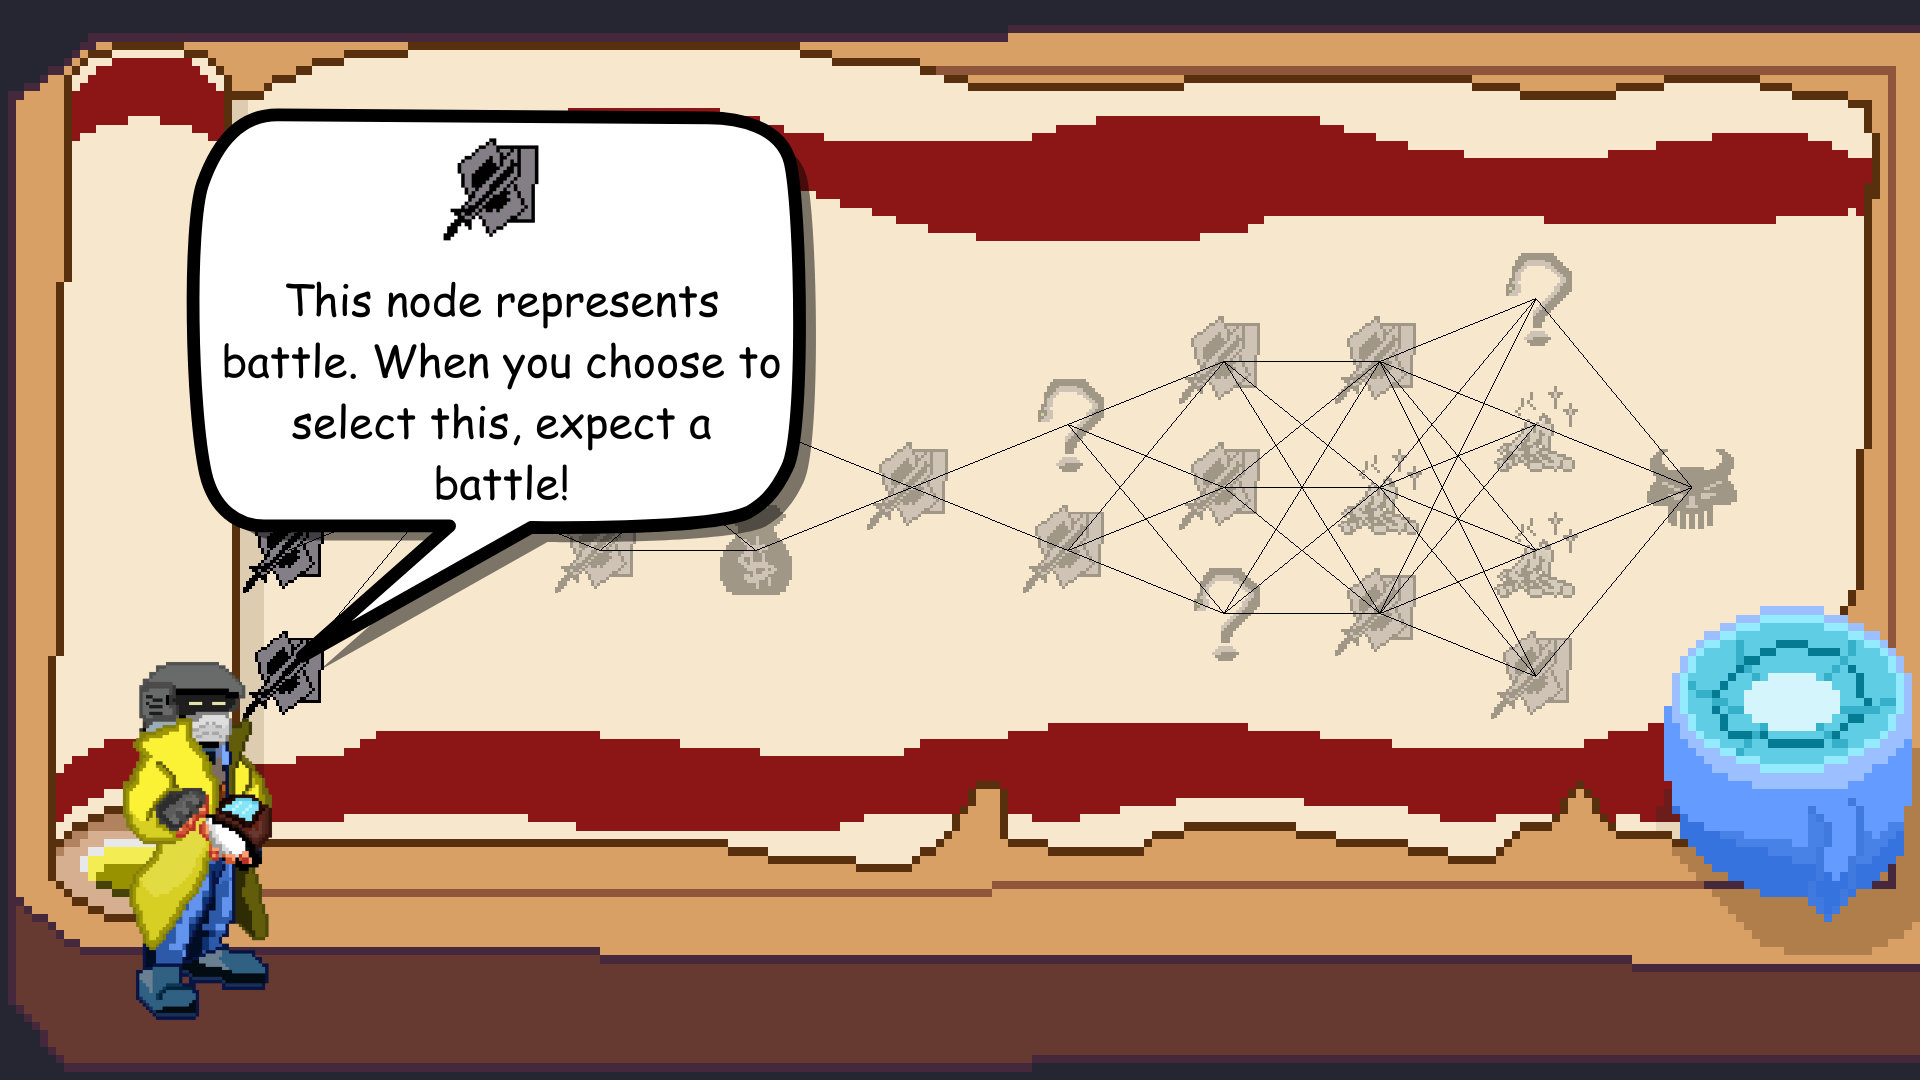 This node represents
battle. When you choose to
select this, expect a
battle!